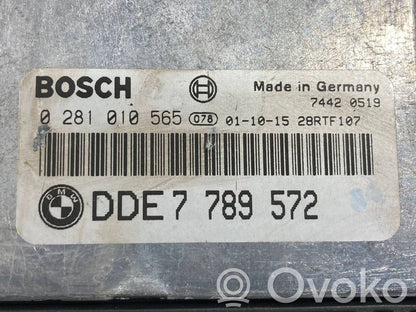 BOSCH Made in Germany
7442 0519
0 281 010 565 078 01-10-15 28RTF107
BMW DDE 7 789 572
Ovoko